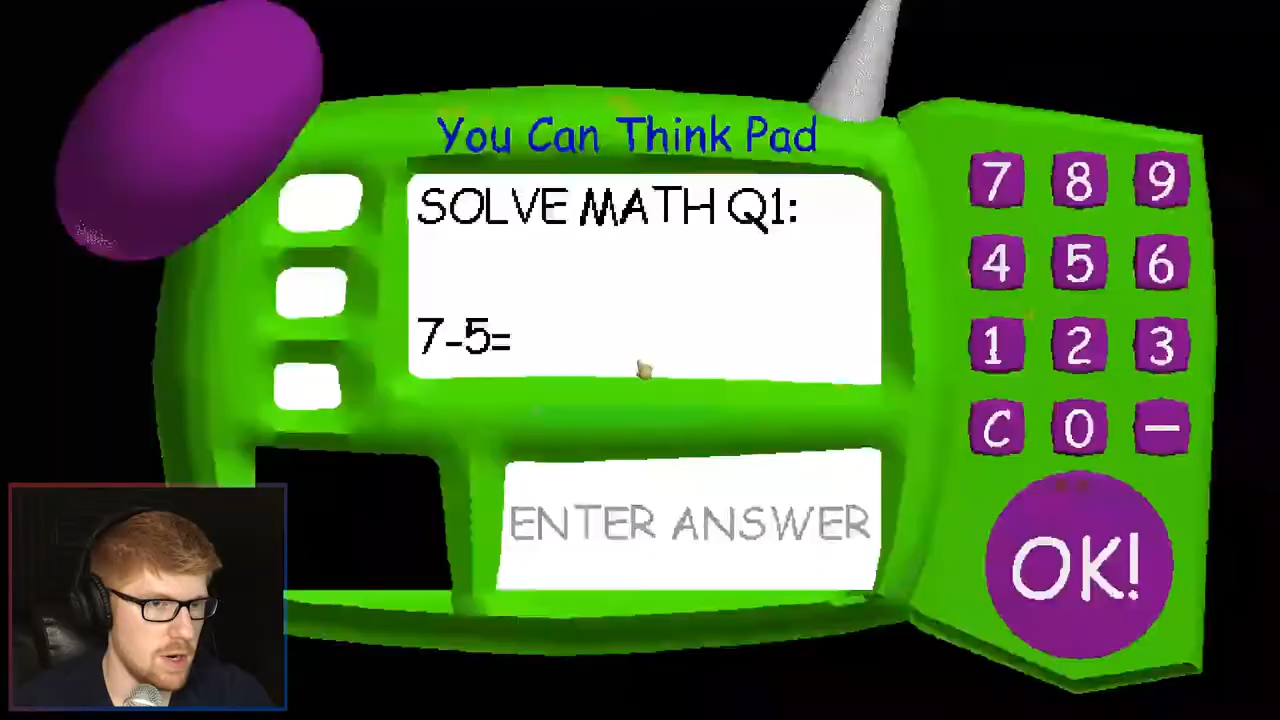 You Can Think Pad
SOLVE MATH Q1:
7-5=
ENTER ANSWER
7 8 9
4 5 6
1 2 3
C 0 -
OK!